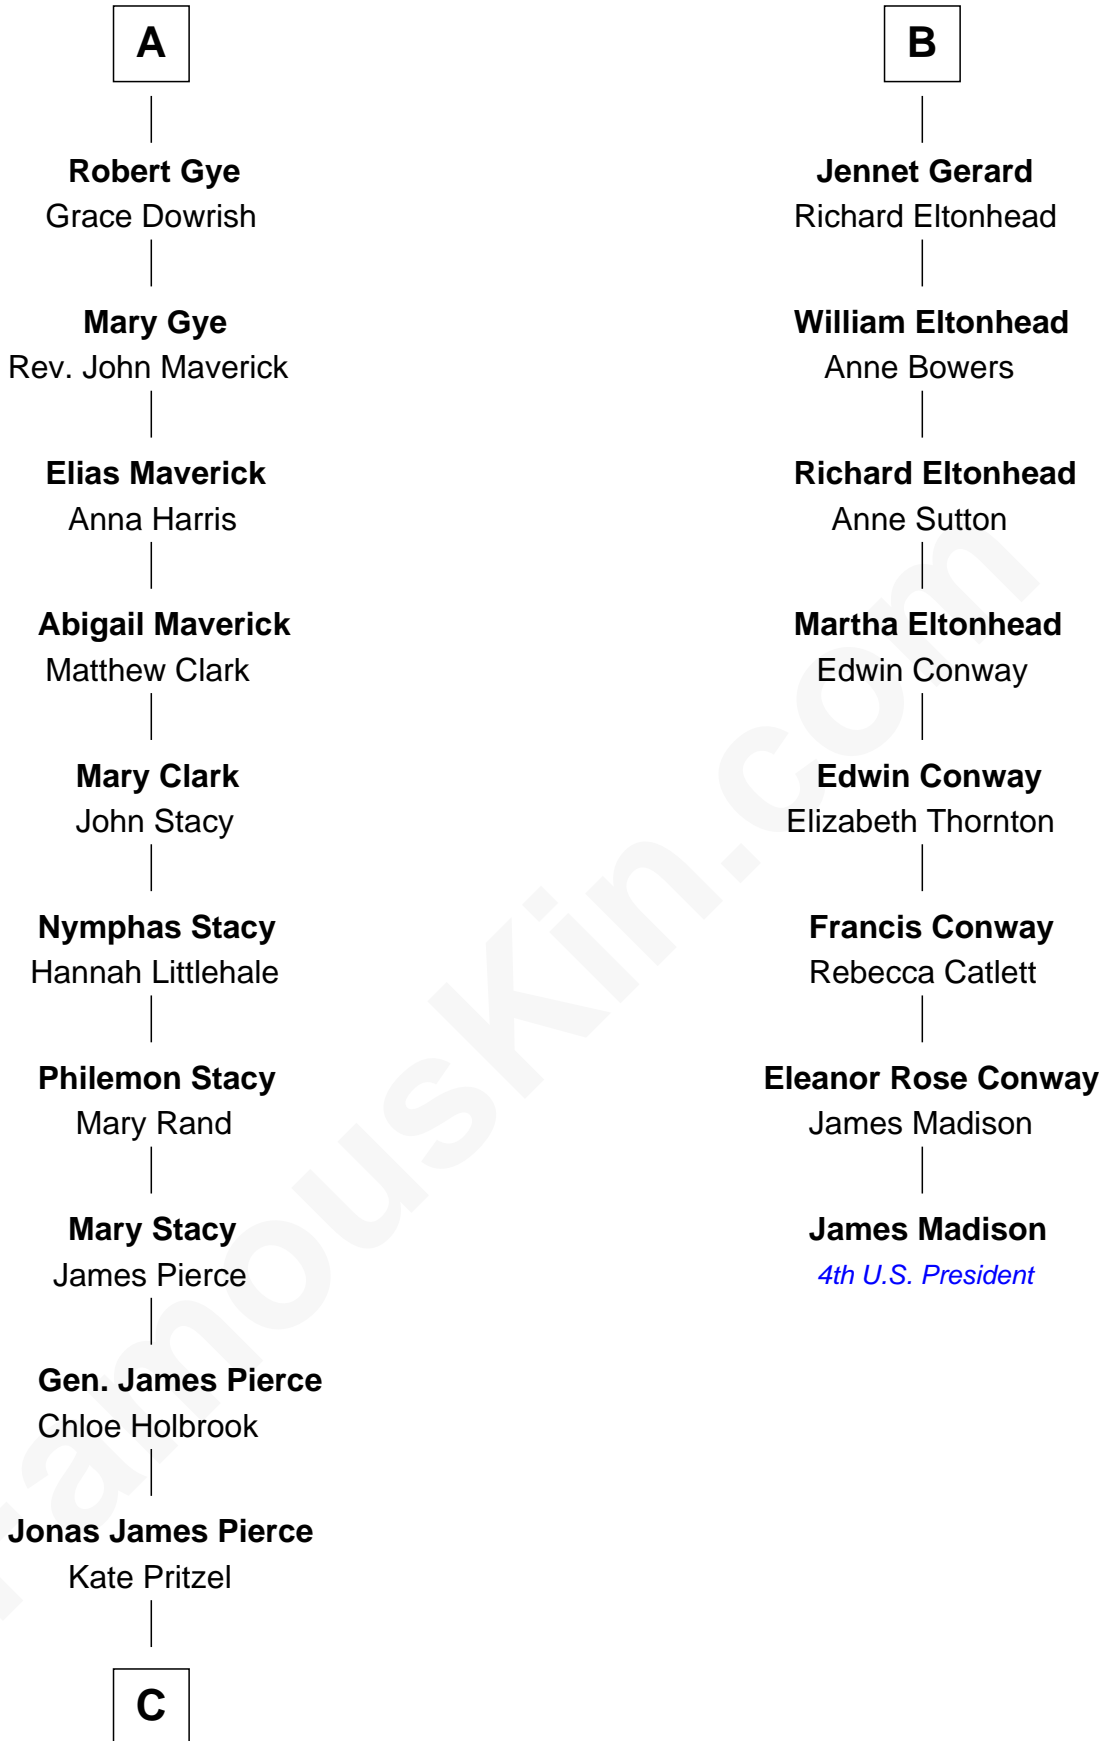 A
Robert Gye
Grace Dowrish
Mary Gye
Rev. John Maverick
Elias Maverick
Anna Harris
Abigail Maverick
Matthew Clark
Mary Clark
John Stacy
Nymphas Stacy
Hannah Littlehale
Philemon Stacy
Mary Rand
Mary Stacy
James Pierce
Gen. James Pierce
Chloe Holbrook
Jonas James Pierce
Kate Pritzel
C
B
Jennet Gerard
Richard Eltonhead
William Eltonhead
Anne Bowers
Richard Eltonhead
Anne Sutton
Martha Eltonhead
Edwin Conway
Edwin Conway
Elizabeth Thornton
Francis Conway
Rebecca Catlett
Eleanor Rose Conway
James Madison
James Madison
4th U.S. President
FamousKin.com